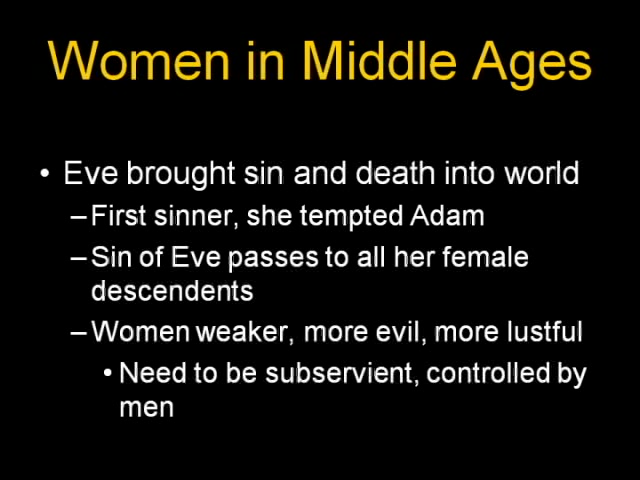 Women in Middle Ages
• Eve brought sin and death into world
–First sinner, she tempted Adam
–Sin of Eve passes to all her female
descendents
–Women weaker, more evil, more lustful
• Need to be subservient, controlled by
men